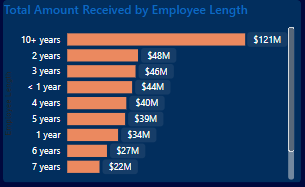 Total Amount Received by Employee Length
10+ years $121M
2 years $48M
3 years $46M
< 1 year $44M
4 years $40M
5 years $39M
1 year $34M
6 years $27M
7 years $22M